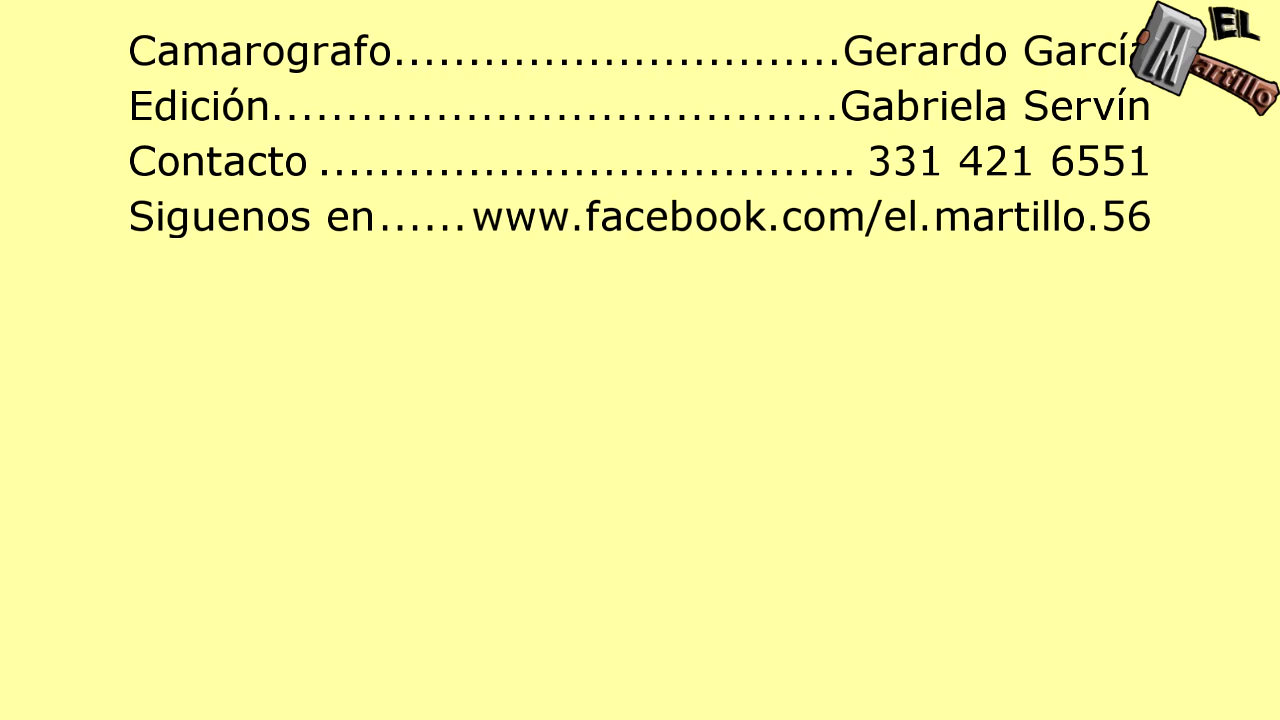 Camarografo..............................Gerardo García
Edición......................................Gabriela Servín
Contacto .................................... 331 421 6551
Siguenos en......www.facebook.com/el.martillo.56
EL
Martillo